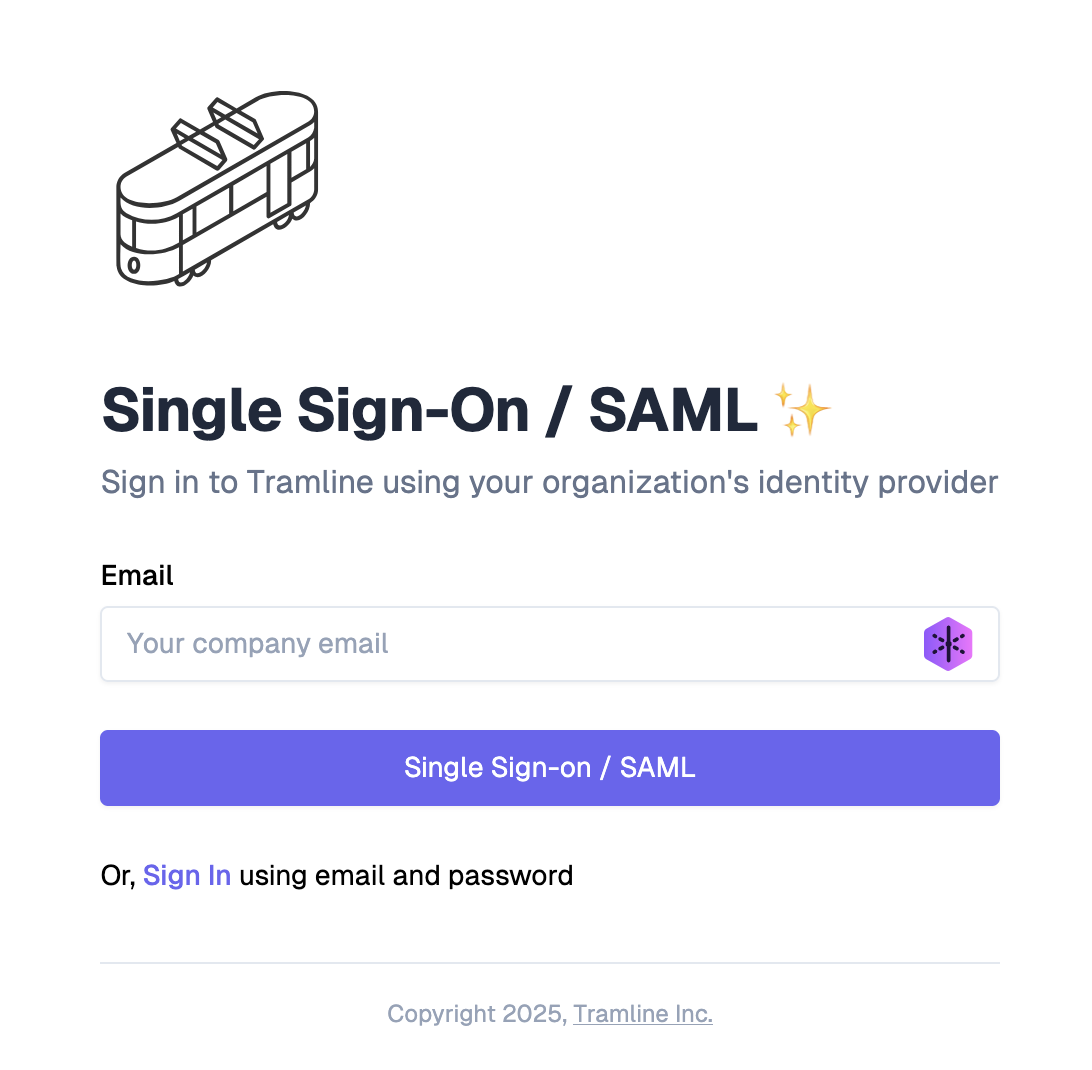 Single Sign-On / SAML ✨
Sign in to Tramline using your organization's identity provider
Email
Your company email
Single Sign-on / SAML
Or, Sign In using email and password
Copyright 2025, Tramline Inc.